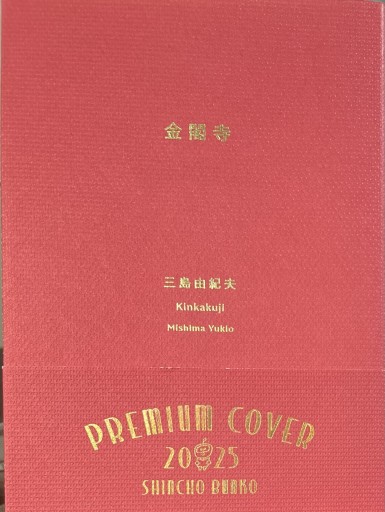 金閣寺
三島由紀夫
Kinkakuji
Mishima Yukio
PREMIUM COVER
2025
SHINCHO BUNKO